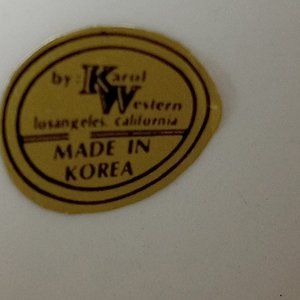 by: Karol
Western
losangeles, california
MADE IN
KOREA